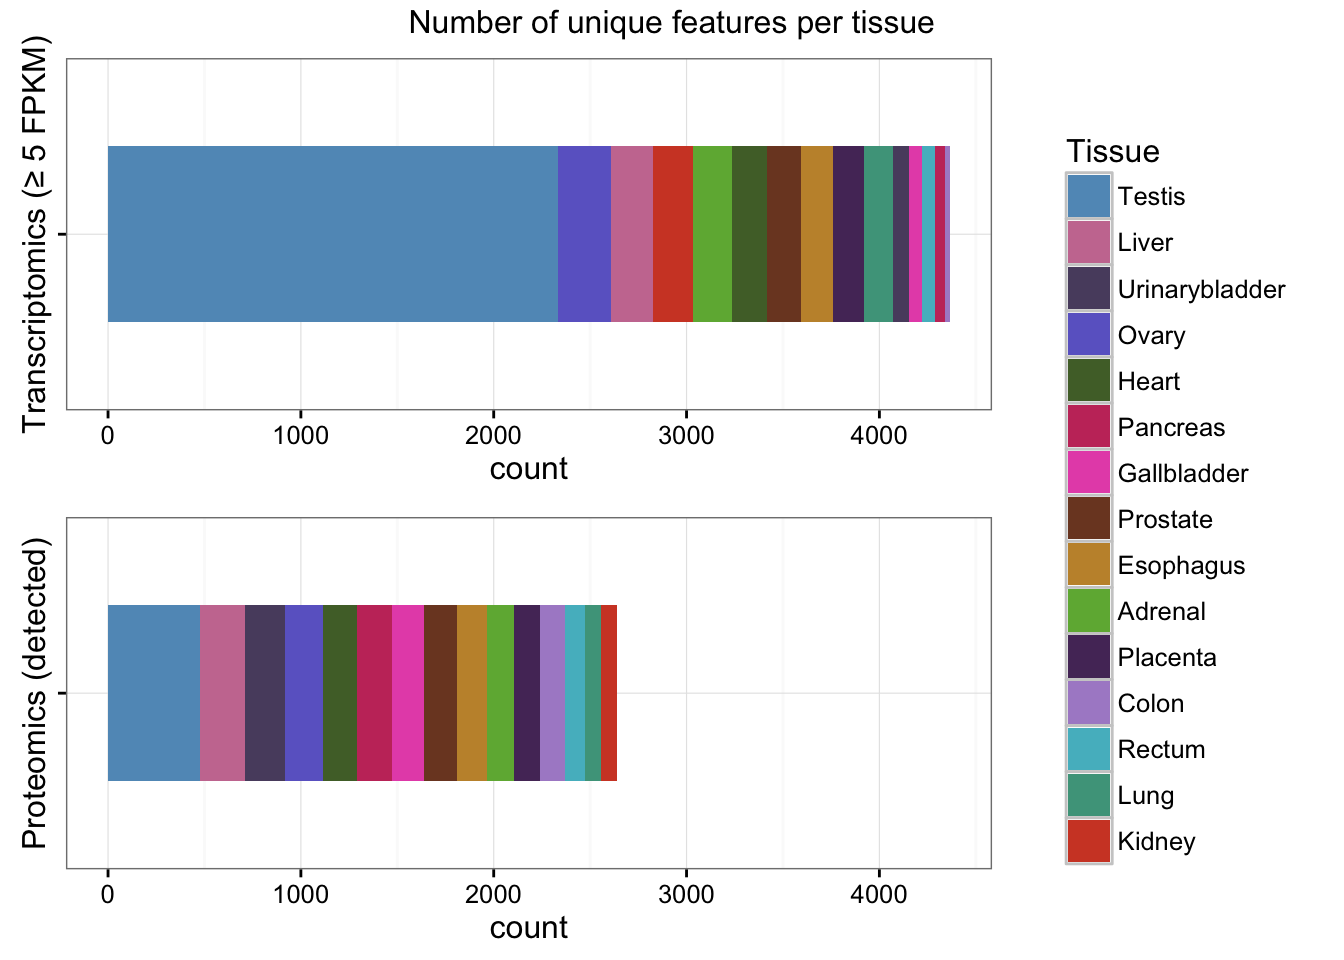 Number of unique features per tissue
Transcriptomics (≥ 5 FPKM)
0 1000 2000 3000 4000
count
Proteomics (detected)
0 1000 2000 3000 4000
count
Tissue
Testis
Liver
Urinarybladder
Ovary
Heart
Pancreas
Gallbladder
Prostate
Esophagus
Adrenal
Placenta
Colon
Rectum
Lung
Kidney